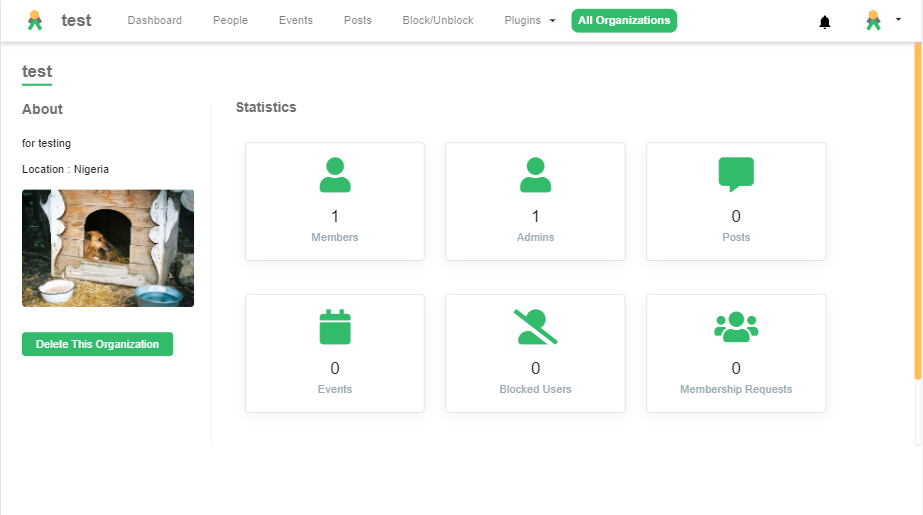 test Dashboard People Events Posts Block/Unblock Plugins All Organizations
test
About
for testing
Location : Nigeria
Delete This Organization
Statistics
1
Members
1
Admins
0
Posts
0
Events
0
Blocked Users
0
Membership Requests